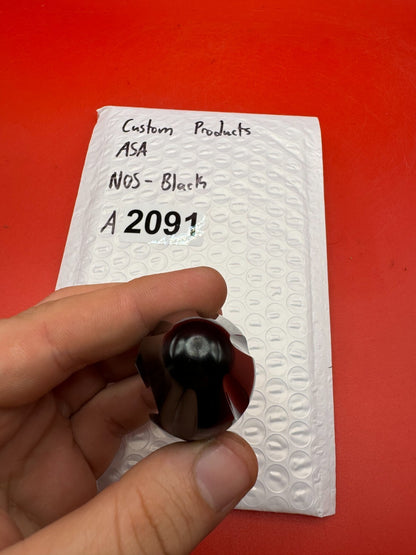 Custom Products
ASA
NOS - Black
A 2091